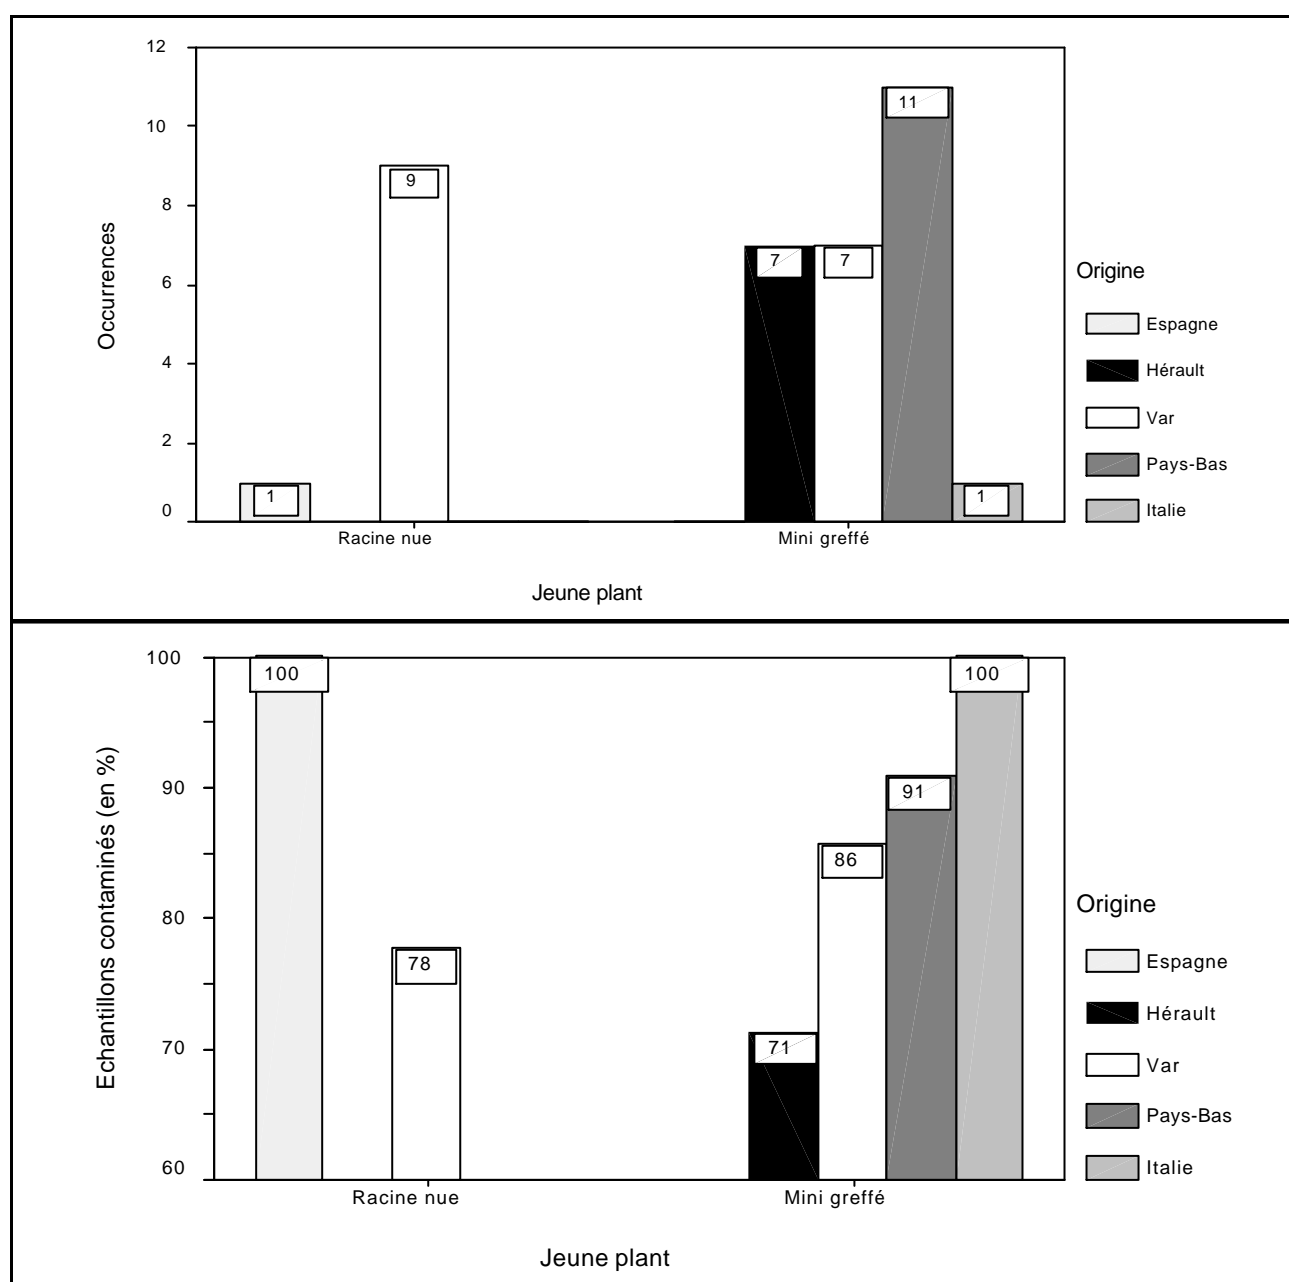 12
10
8
6
4
2
0
Occurrences
1
9
7
7
11
1
Racine nue
Mini greffé
Jeune plant
Origine
Espagne
Hérault
Var
Pays-Bas
Italie
100
90
80
70
60
Echantillons contaminés (en %)
100
78
71
86
91
100
Racine nue
Mini greffé
Jeune plant
Origine
Espagne
Hérault
Var
Pays-Bas
Italie